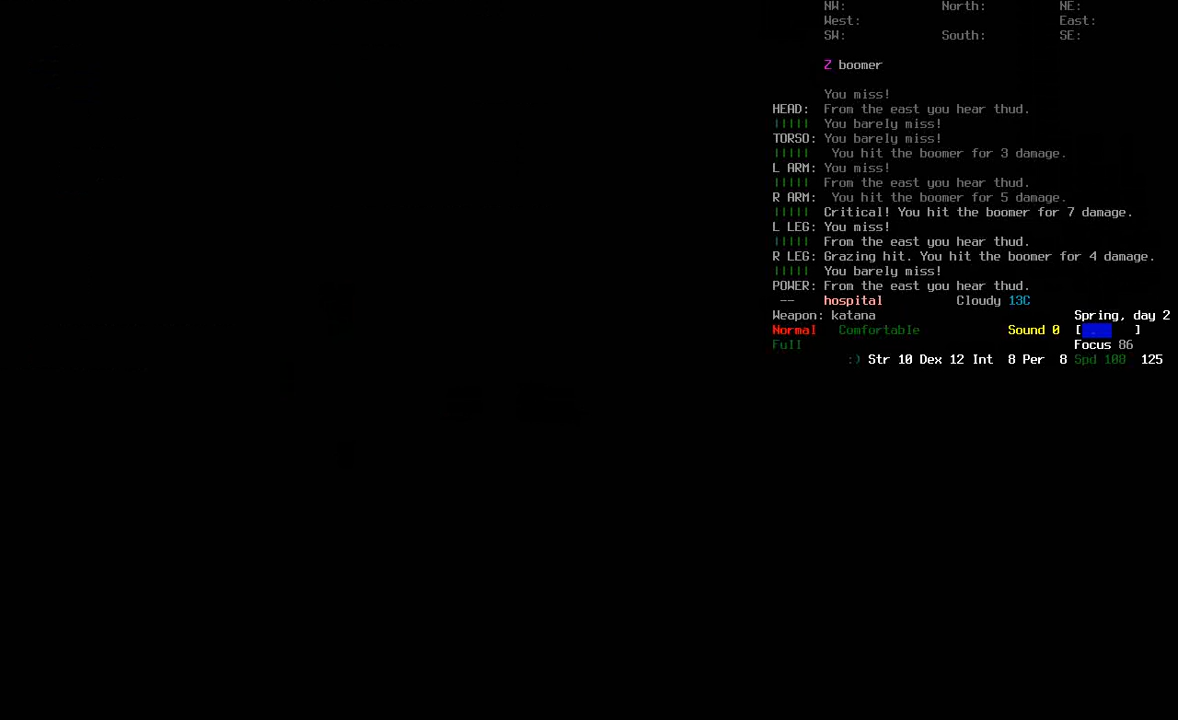 NW: North: NE:
West: East:
SW: South: SE:
Z boomer
You miss!
HEAD: From the east you hear thud.
||||| You barely miss!
TORSO: You barely miss!
||||| You hit the boomer for 3 damage.
L ARM: You miss!
||||| From the east you hear thud.
R ARM: You hit the boomer for 5 damage.
||||| Critical! You hit the boomer for 7 damage.
L LEG: You miss!
||||| From the east you hear thud.
R LEG: Grazing hit. You hit the boomer for 4 damage.
||||| You barely miss!
POWER: From the east you hear thud.
-- hospital Cloudy 13C
Weapon: katana Spring, day 2
Normal Comfortable Sound 0 [ . ]
Full Focus 86
:) Str 10 Dex 12 Int 8 Per 8 Spd 108 125